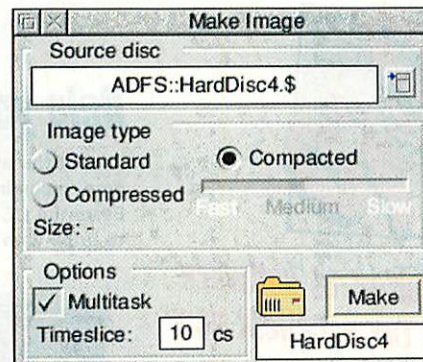 Make Image
Source disc
ADFS::HardDisc4.$
Image type
Standard
Compacted
Compressed
Fast Medium Slow
Size: -
Options
Multitask
Make
Timeslice: 10 cs
HardDisc4